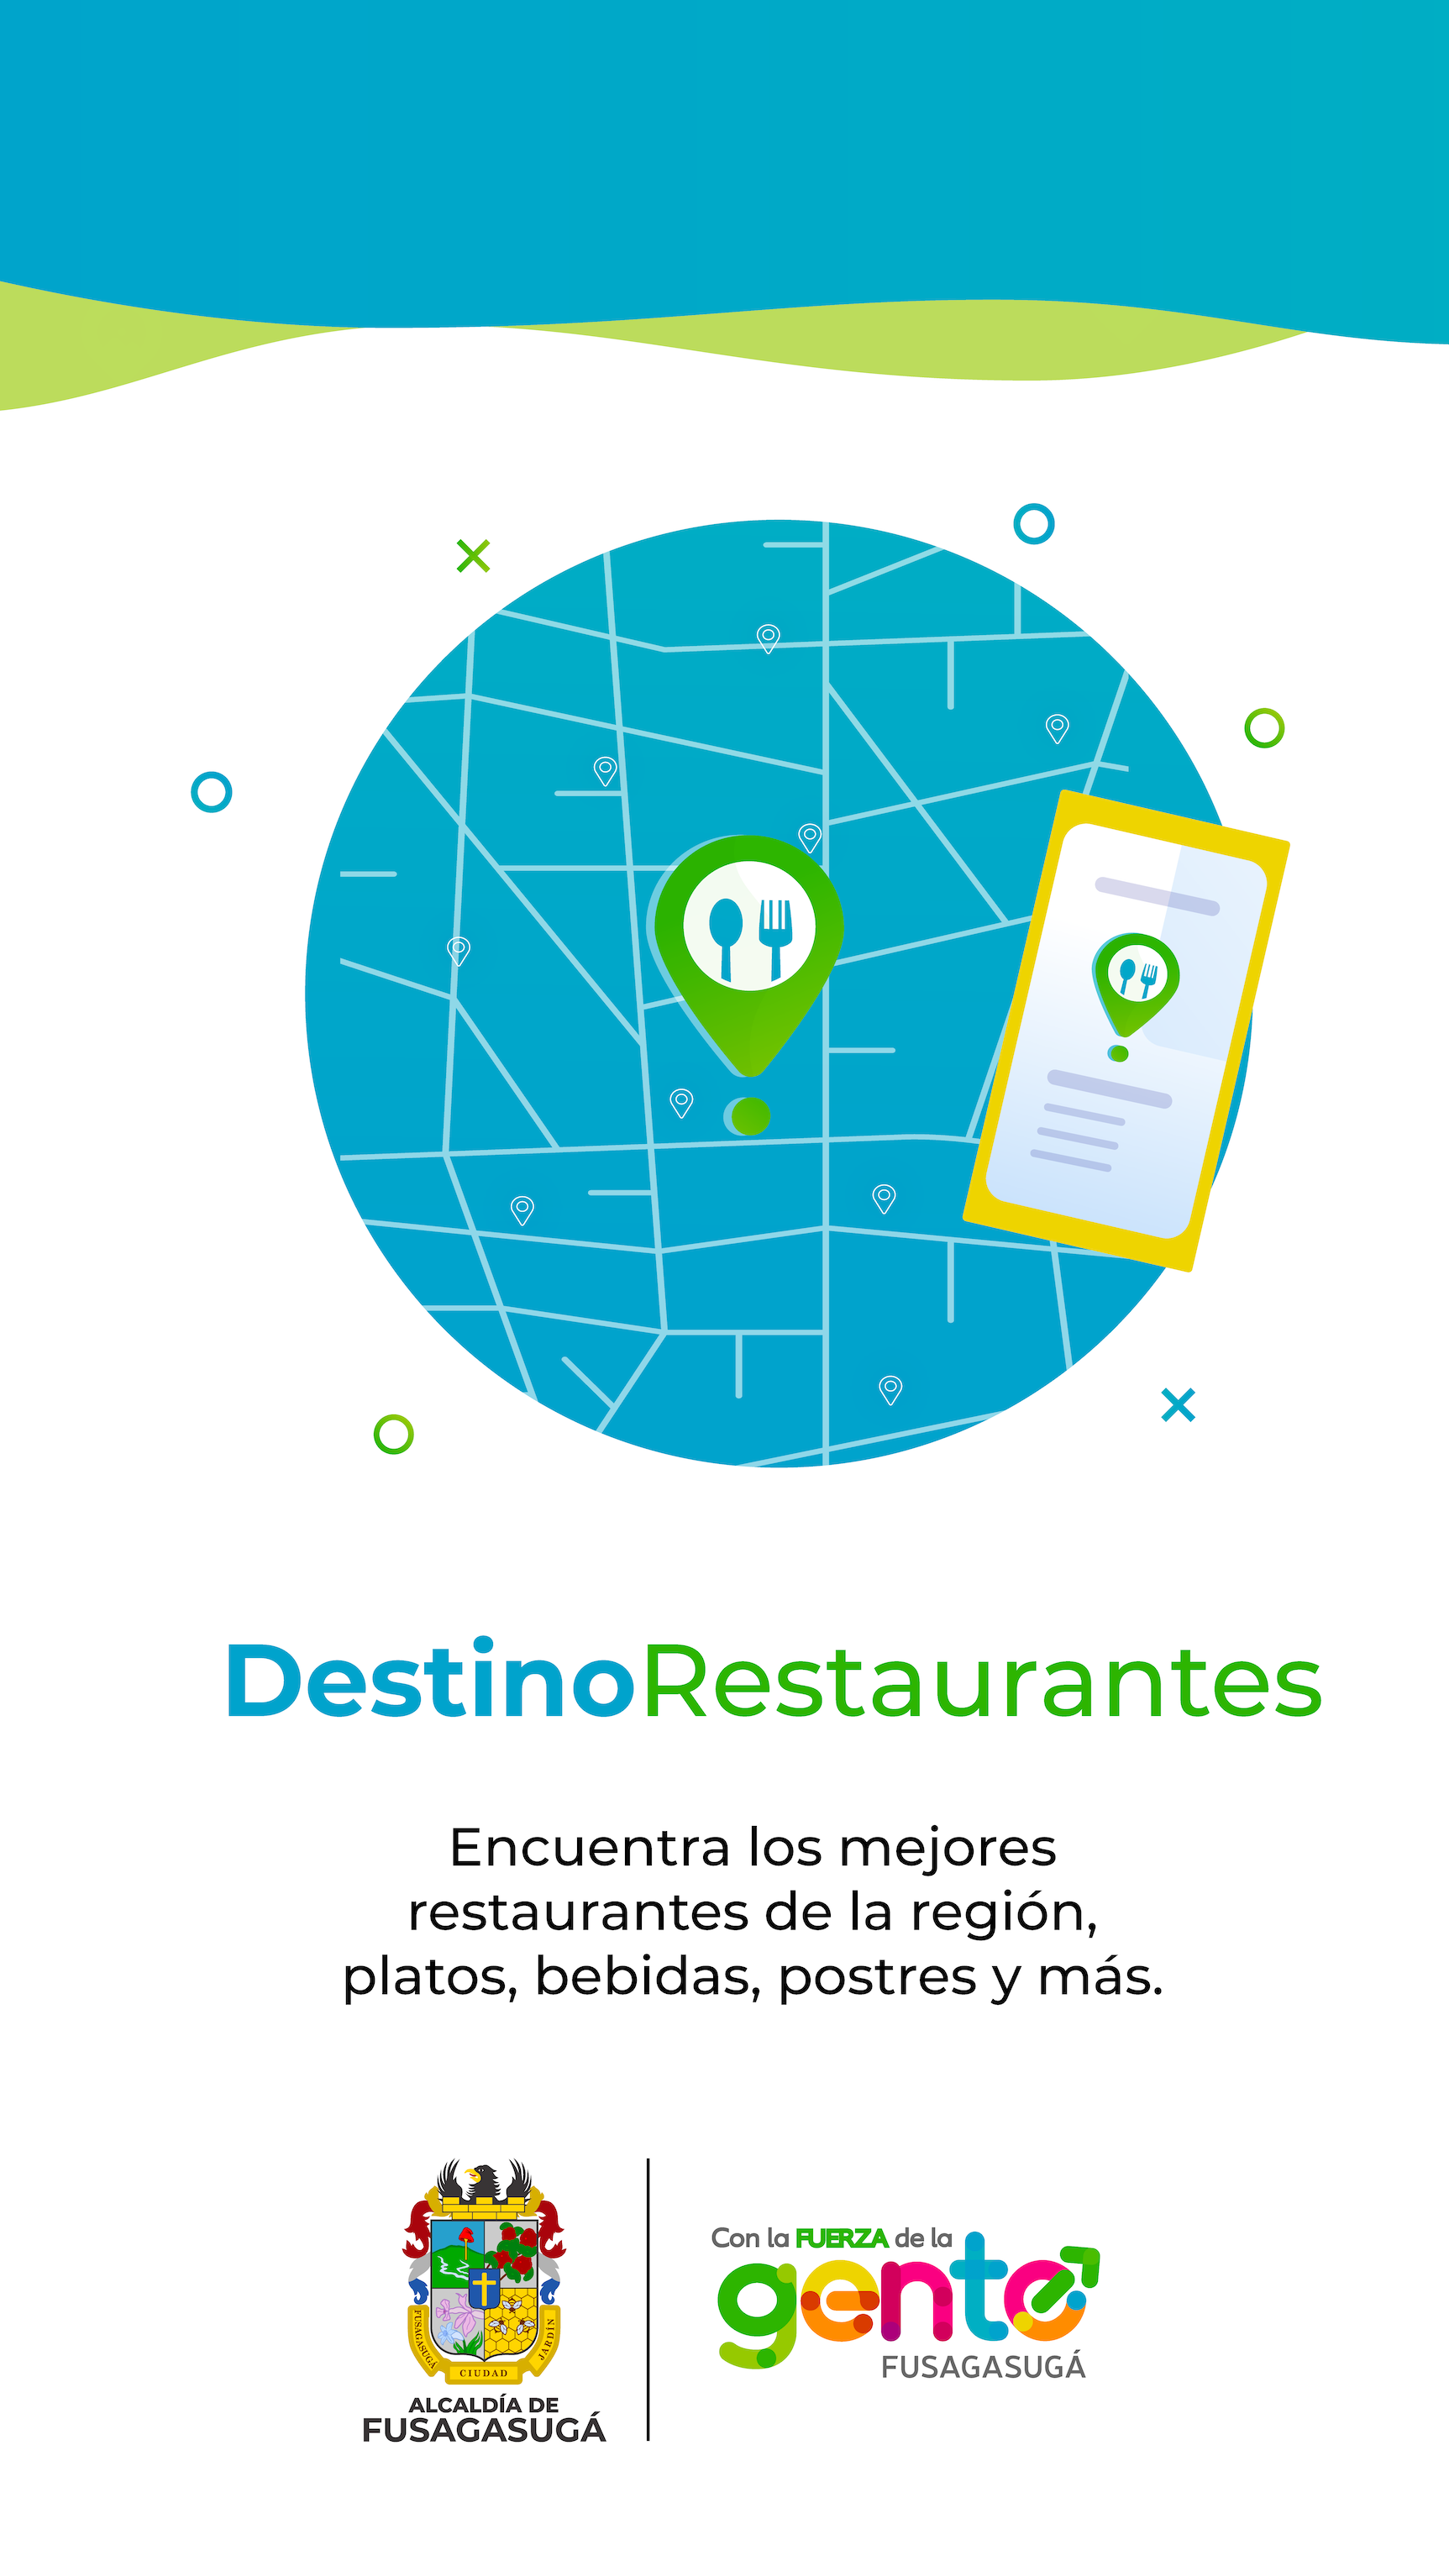 DestinoRestaurantes
Encuentra los mejores
restaurantes de la región,
platos, bebidas, postres y más.
FUSAGASUGÁ
CIUDAD
JARDÍN
ALCALDÍA DE
FUSAGASUGÁ
Con la FUERZA de la
gente
FUSAGASUGÁ